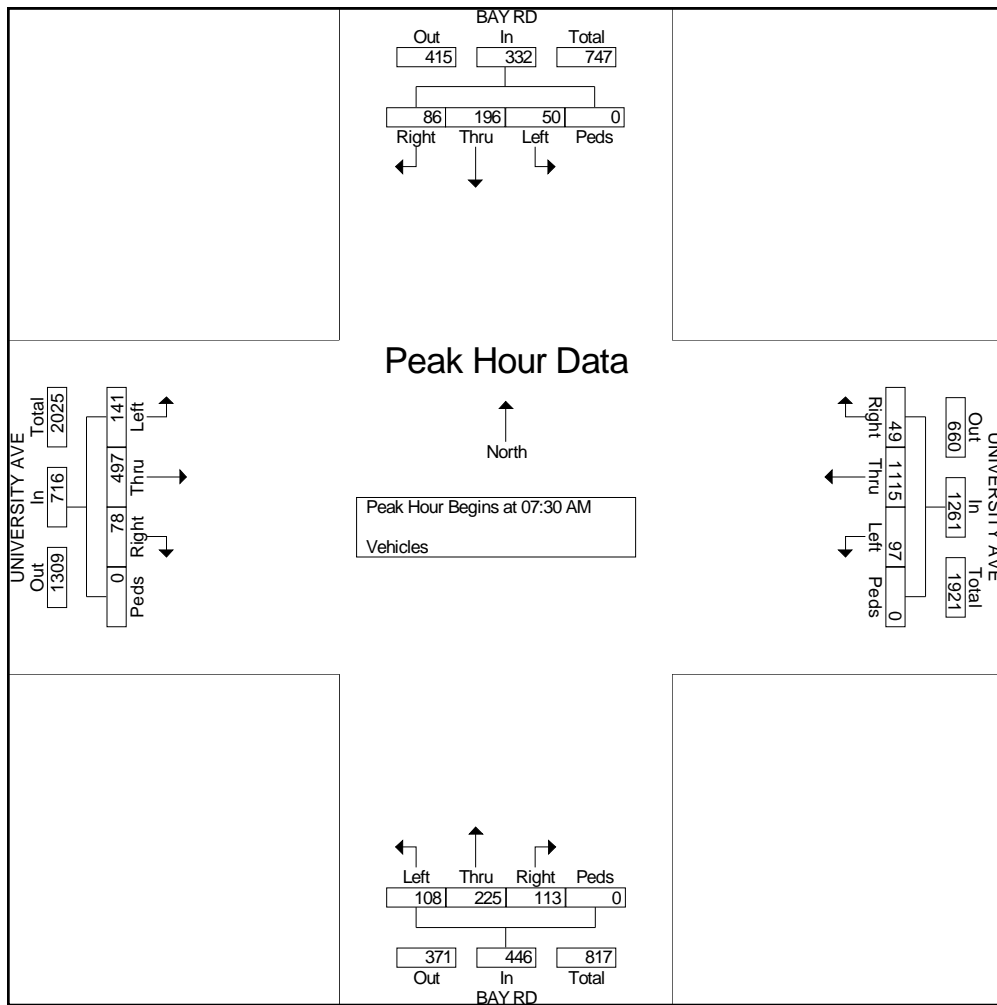 BAY RD
Out In Total
415 332 747
86 196 50 0
Right Thru Left Peds
Peak Hour Data
North
Peak Hour Begins at 07:30 AM
Vehicles
UNIVERSITY AVE
Out In Total
1309 716 2025
141 497 78 0
Left Thru Right Peds
UNIVERSITY AVE
Out In Total
660 1261 1921
49 1115 97 0
Right Thru Left Peds
Left Thru Right Peds
108 225 113 0
371 446 817
Out In Total
BAY RD